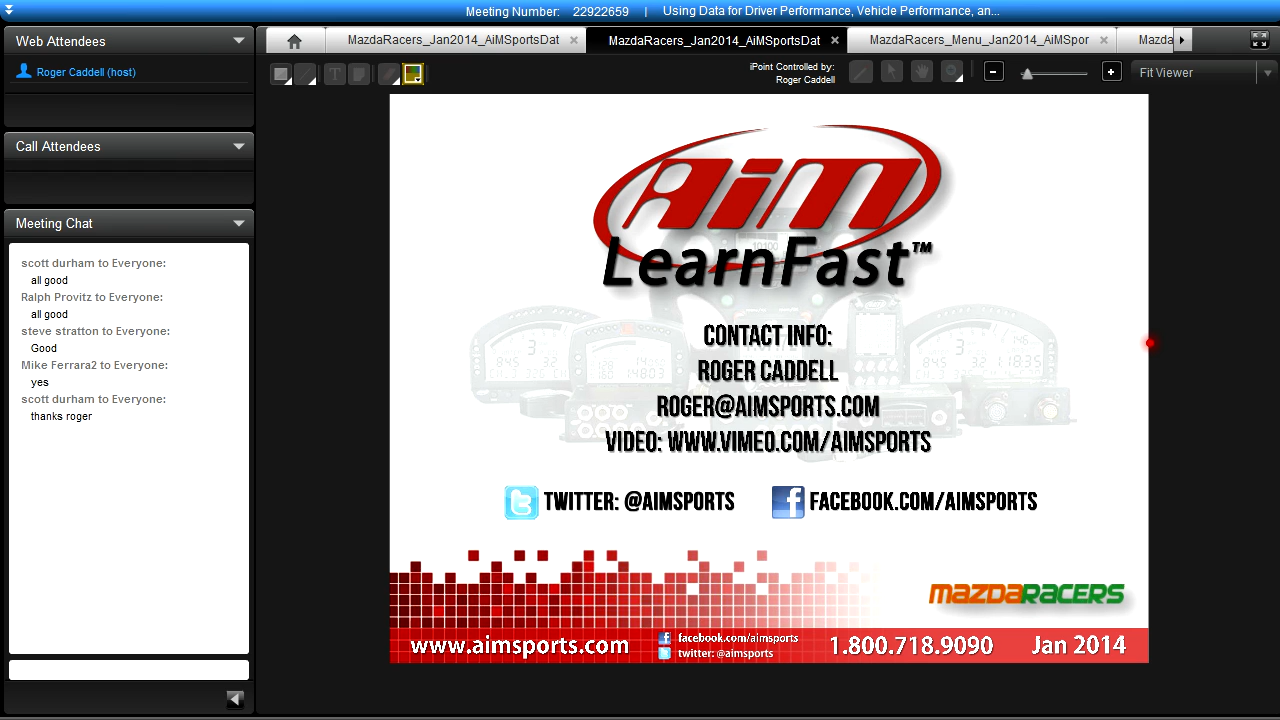 Meeting Number: 22922659 | Using Data for Driver Performance, Vehicle Performance, an...
Web Attendees
Roger Caddell (host)
Call Attendees
Meeting Chat
scott durham to Everyone:
all good
Ralph Provitz to Everyone:
all good
steve stratton to Everyone:
Good
Mike Ferrara2 to Everyone:
yes
scott durham to Everyone:
thanks roger
MazdaRacers_Jan2014_AiMSportsDat
MazdaRacers_Jan2014_AiMSportsDat
MazdaRacers_Menu_Jan2014_AiMSpor
Mazda
iPoint Controlled by:
Roger Caddell
Fit Viewer
AiM
LearnFast™
CONTACT INFO:
ROGER CADDELL
ROGER@AIMSPORTS.COM
VIDEO: WWW.VIMEO.COM/AIMSPORTS
TWITTER: @AIMSPORTS
FACEBOOK.COM/AIMSPORTS
MAZDARACERS
www.aimsports.com
facebook.com/aimsports
twitter: @aimsports
1.800.718.9090
Jan 2014